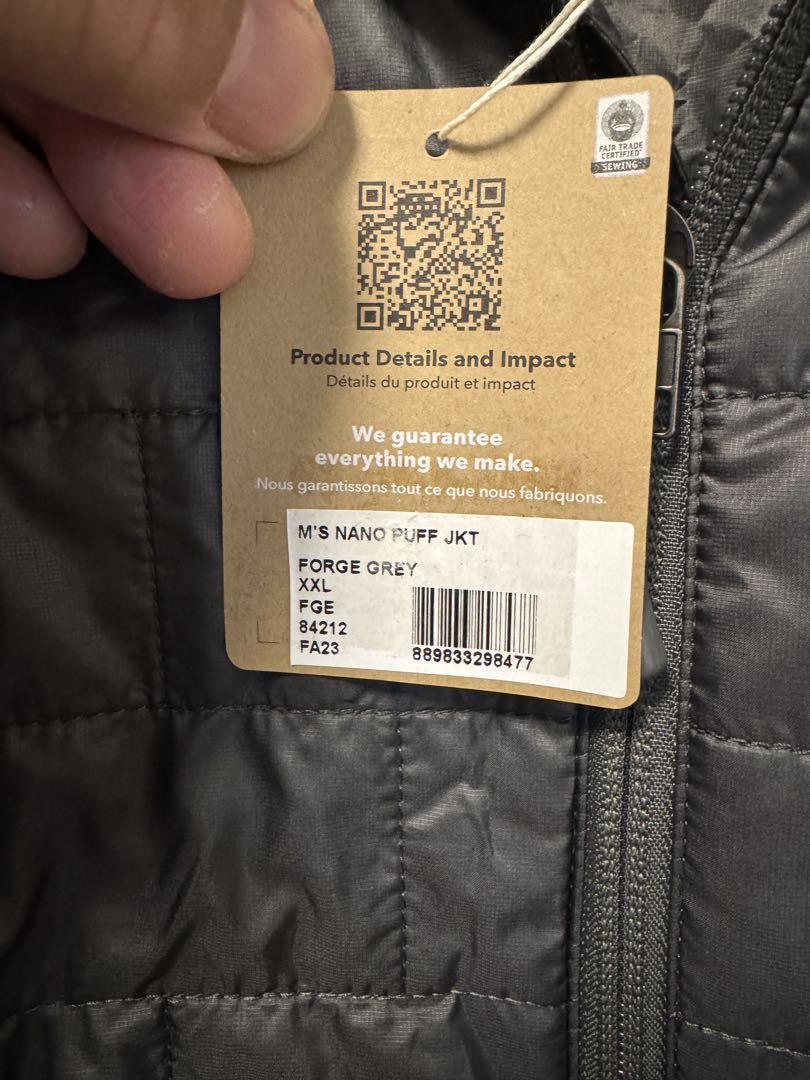 FAIR TRADE
CERTIFIED
SEWING
Product Details and Impact
Détails du produit et impact
We guarantee
everything we make.
Nous garantissons tout ce que nous fabriquons.
M'S NANO PUFF JKT
FORGE GREY
XXL
FGE
84212
FA23
889833298477